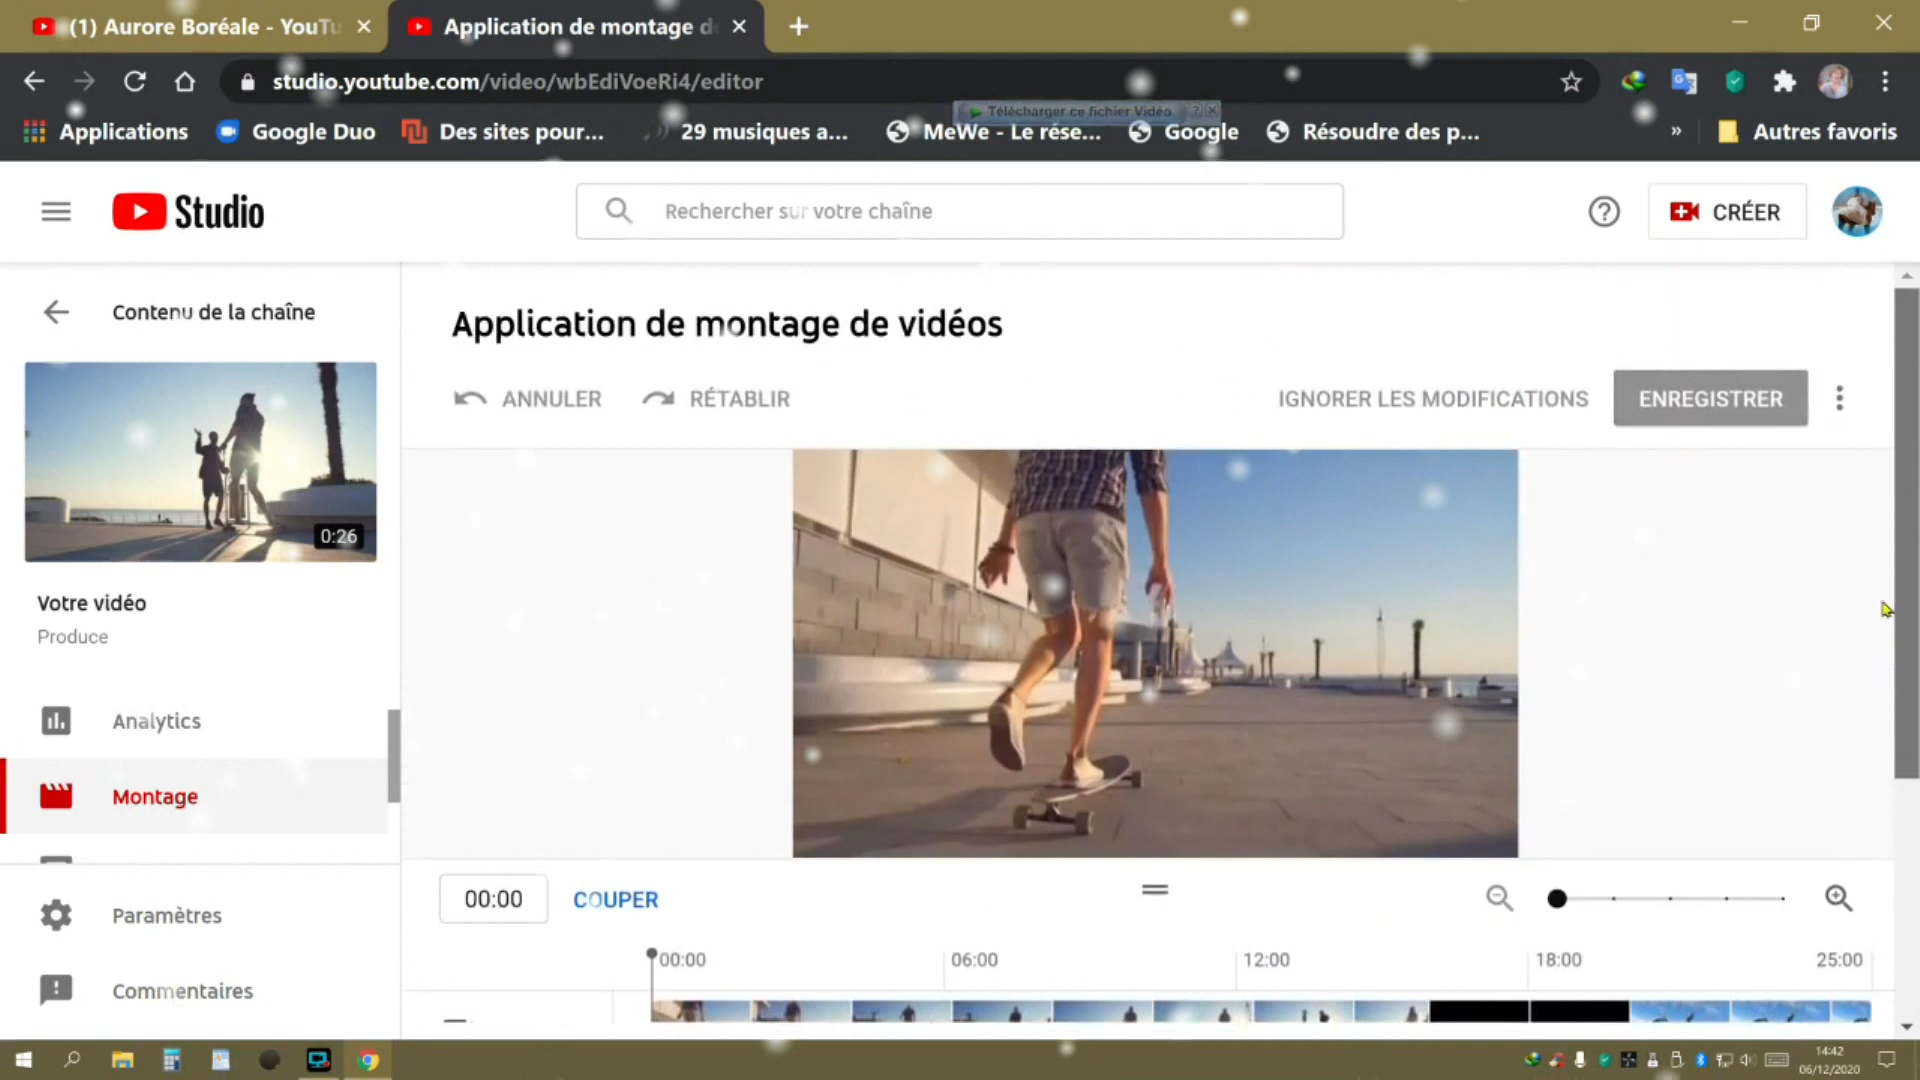 (1) Aurore Boréale - YouTu
Application de montage d
studio.youtube.com/video/wbEdiVoeRi4/editor
Télécharger ce fichier Vidéo
Applications
Google Duo
Des sites pour...
29 musiques a...
MeWe - Le rése...
Google
Résoudre des p...
»
Autres favoris
Studio
Rechercher sur votre chaîne
CRÉER
Contenu de la chaîne
Application de montage de vidéos
ANNULER
RÉTABLIR
IGNORER LES MODIFICATIONS
ENREGISTRER
0:26
Votre vidéo
Produce
Analytics
Montage
Paramètres
Commentaires
00:00
COUPER
00:00
06:00
12:00
18:00
25:00
14:42
06/12/2020